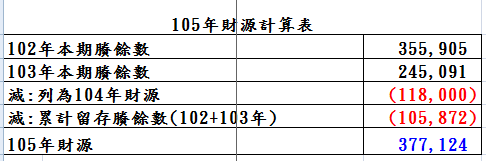 105年財源計算表
102年本期賸餘數 355,905
103年本期賸餘數 245,091
減:列為104年財源 (118,000)
減:累計留存賸餘數(102+103年) (105,872)
105年財源 377,124